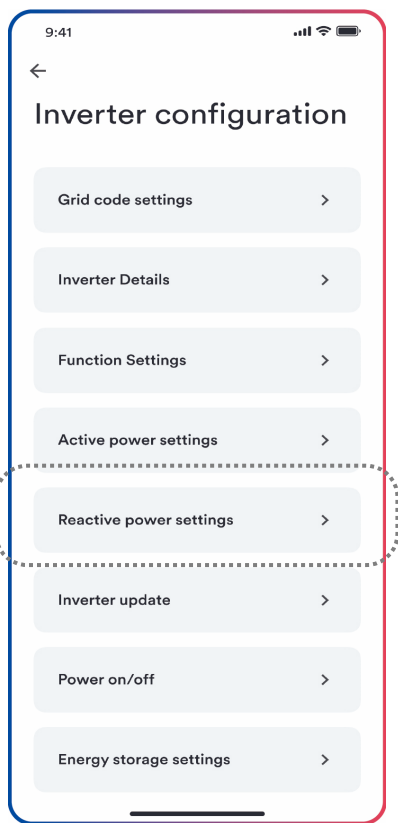 9:41
Inverter configuration
Grid code settings
Inverter Details
Function Settings
Active power settings
Reactive power settings
Inverter update
Power on/off
Energy storage settings